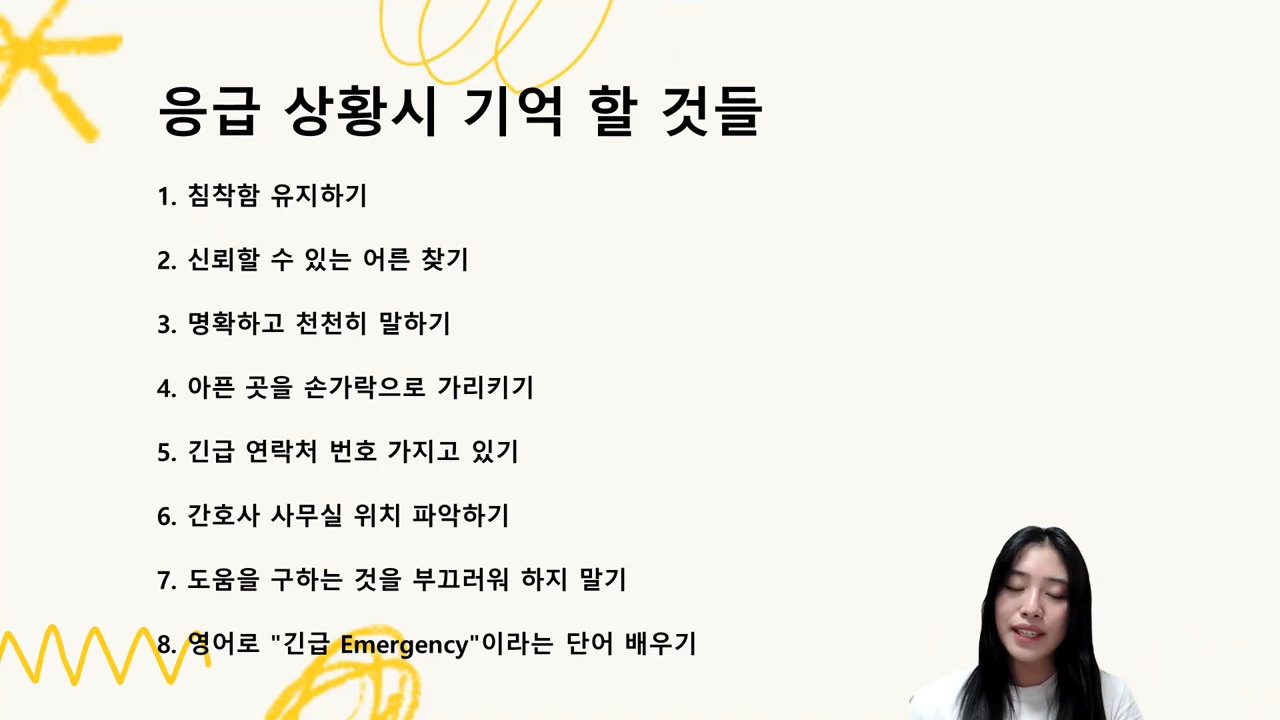 응급 상황시 기억 할 것들
1. 침착함 유지하기
2. 신뢰할 수 있는 어른 찾기
3. 명확하고 천천히 말하기
4. 아픈 곳을 손가락으로 가리키기
5. 긴급 연락처 번호 가지고 있기
6. 간호사 사무실 위치 파악하기
7. 도움을 구하는 것을 부끄러워 하지 말기
8. 영어로 "긴급 Emergency"이라는 단어 배우기